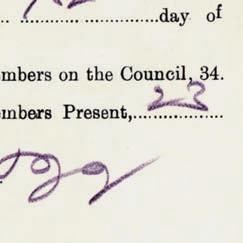 day of
mbers on the Council, 34.
mbers Present, 23